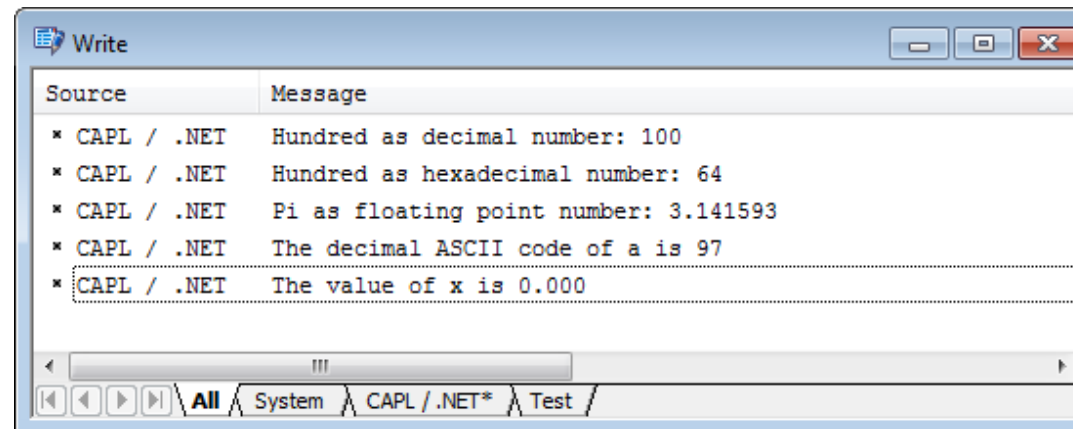 Write
Source Message
* CAPL / .NET Hundred as decimal number: 100
* CAPL / .NET Hundred as hexadecimal number: 64
* CAPL / .NET Pi as floating point number: 3.141593
* CAPL / .NET The decimal ASCII code of a is 97
* CAPL / .NET The value of x is 0.000
All System CAPL / .NET* Test